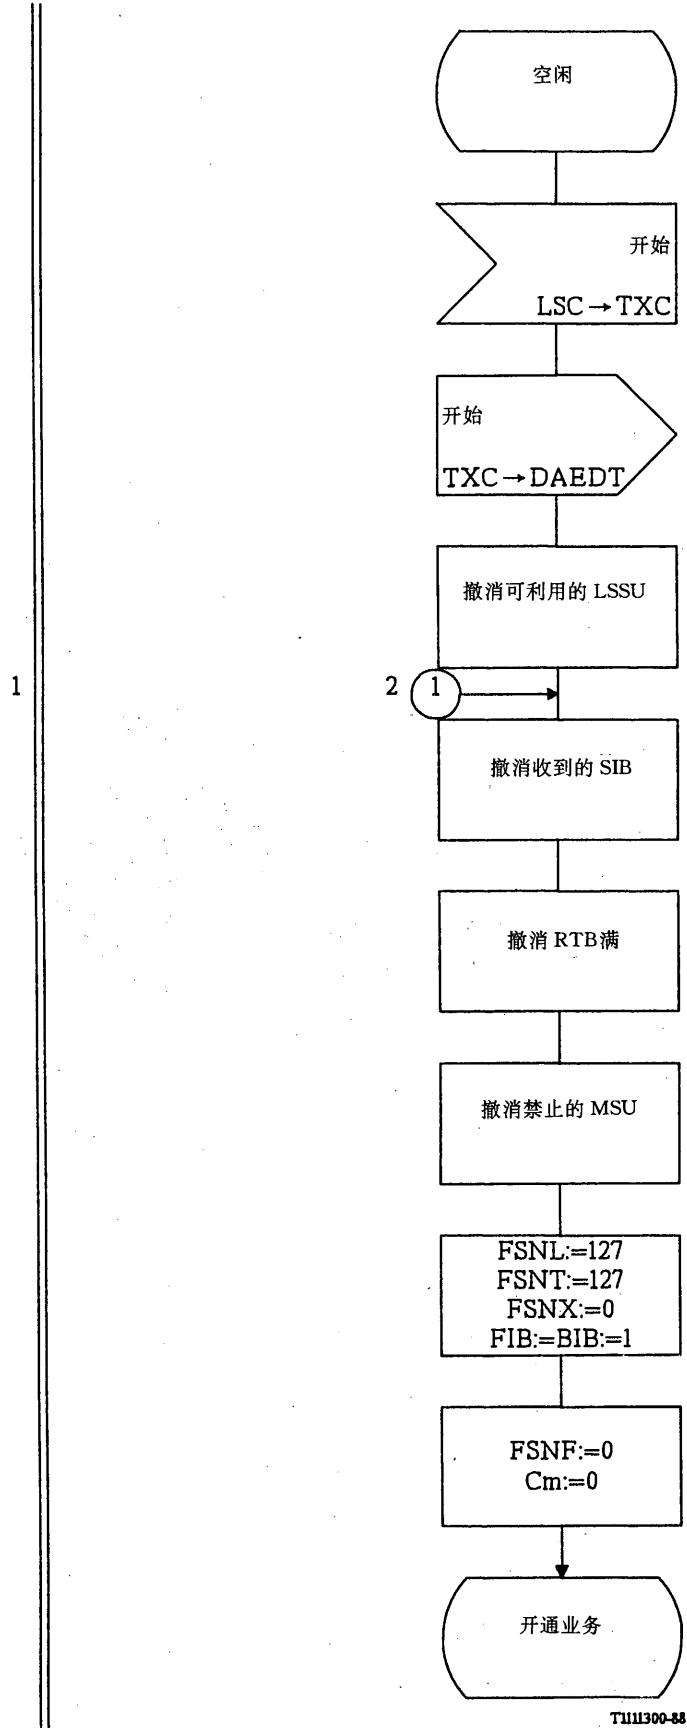 空闲
开始
LSC→TXC
开始
TXC→DAEDT
撤消可利用的 LSSU
1
2
1
撤消收到的 SIB
撤消 RTB满
撤消禁止的 MSU
FSNL:=127
FSNT:=127
FSNX:=0
FIB:=BIB:=1
FSNF:=0
Cm:=0
开通业务
T1111300-88